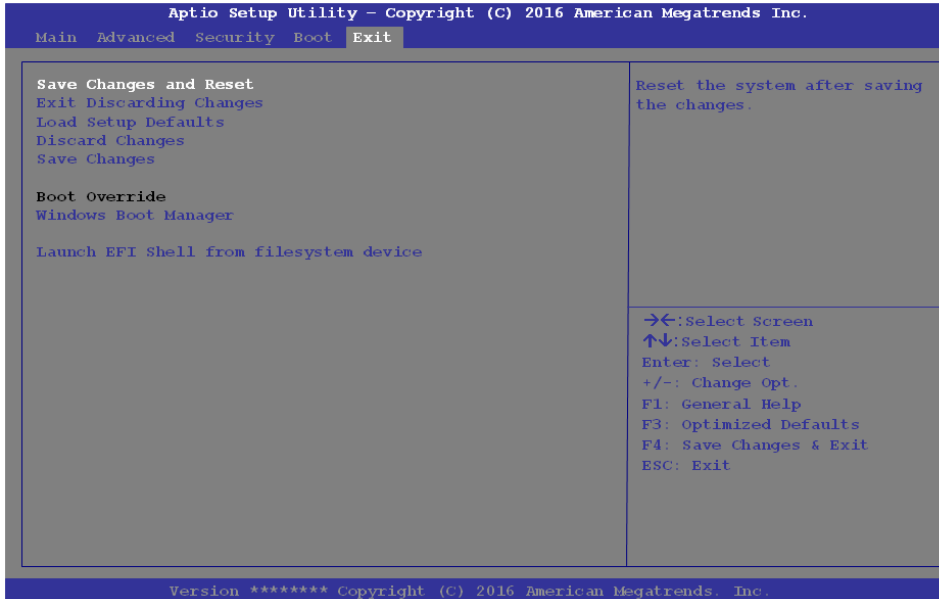 Aptio Setup Utility – Copyright (C) 2016 American Megatrends Inc.
Main Advanced Security Boot Exit
Save Changes and Reset
Exit Discarding Changes
Load Setup Defaults
Discard Changes
Save Changes
Boot Override
Windows Boot Manager
Launch EFI Shell from filesystem device
Reset the system after saving
the changes.
→←:Select Screen
↑↓:Select Item
Enter: Select
+/-: Change Opt.
F1: General Help
F3: Optimized Defaults
F4: Save Changes & Exit
ESC: Exit
Version ******** Copyright (C) 2016 American Megatrends. Inc.